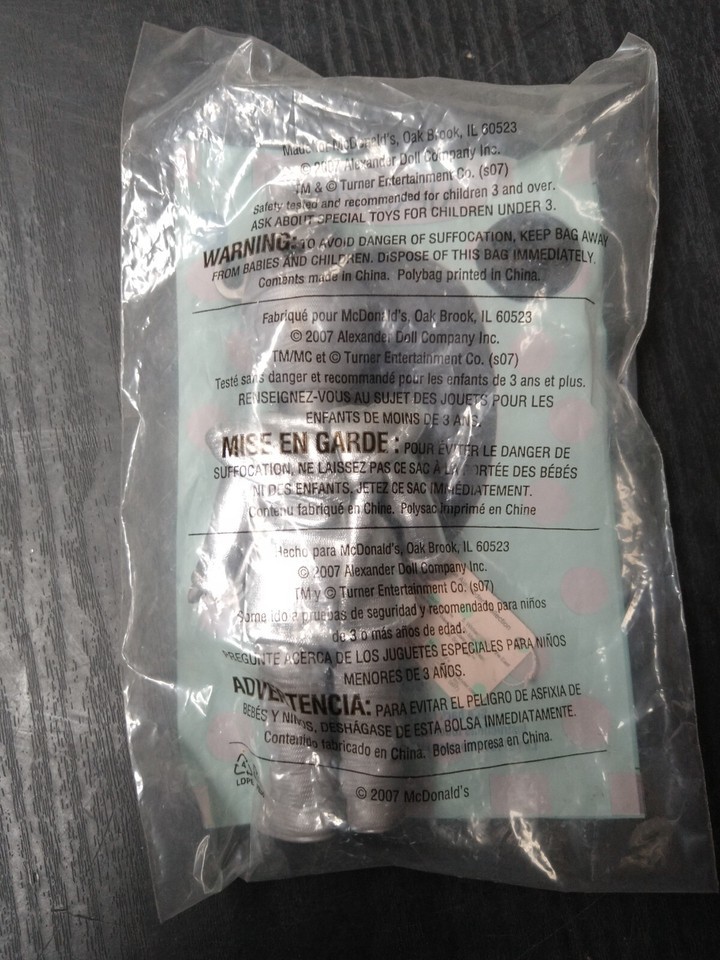 Made for McDonald's, Oak Brook, IL 60523
© 2007 Alexander Doll Company Inc.
TM & © Turner Entertainment Co. (s07)
Safety tested and recommended for children 3 and over.
ASK ABOUT SPECIAL TOYS FOR CHILDREN UNDER 3.
WARNING: TO AVOID DANGER OF SUFFOCATION, KEEP BAG AWAY
FROM BABIES AND CHILDREN. DISPOSE OF THIS BAG IMMEDIATELY.
Contents made in China. Polybag printed in China.
Fabriqué pour McDonald's, Oak Brook, IL 60523
© 2007 Alexander Doll Company Inc.
TM/MC et © Turner Entertainment Co. (s07)
Testé sans danger et recommandé pour les enfants de 3 ans et plus.
RENSEIGNEZ-VOUS AU SUJET DES JOUETS POUR LES
ENFANTS DE MOINS DE 3 ANS.
MISE EN GARDE : POUR ÉVITER LE DANGER DE
SUFFOCATION, NE LAISSEZ PAS CE SAC À LA PORTÉE DES BÉBÉS
NI DES ENFANTS. JETEZ CE SAC IMMÉDIATEMENT.
Contenu fabriqué en Chine. Polysac imprimé en Chine
Hecho para McDonald's, Oak Brook, IL 60523
© 2007 Alexander Doll Company Inc.
TM y © Turner Entertainment Co. (s07)
Sometido a pruebas de seguridad y recomendado para niños
de 3 o más años de edad.
PREGUNTE ACERCA DE LOS JUGUETES ESPECIALES PARA NIÑOS
MENORES DE 3 AÑOS.
ADVERTENCIA: PARA EVITAR EL PELIGRO DE ASFIXIA DE
BEBÉS Y NIÑOS, DESHÁGASE DE ESTA BOLSA INMEDIATAMENTE.
Contenido fabricado en China. Bolsa impresa en China.
LDPE
© 2007 McDonald's